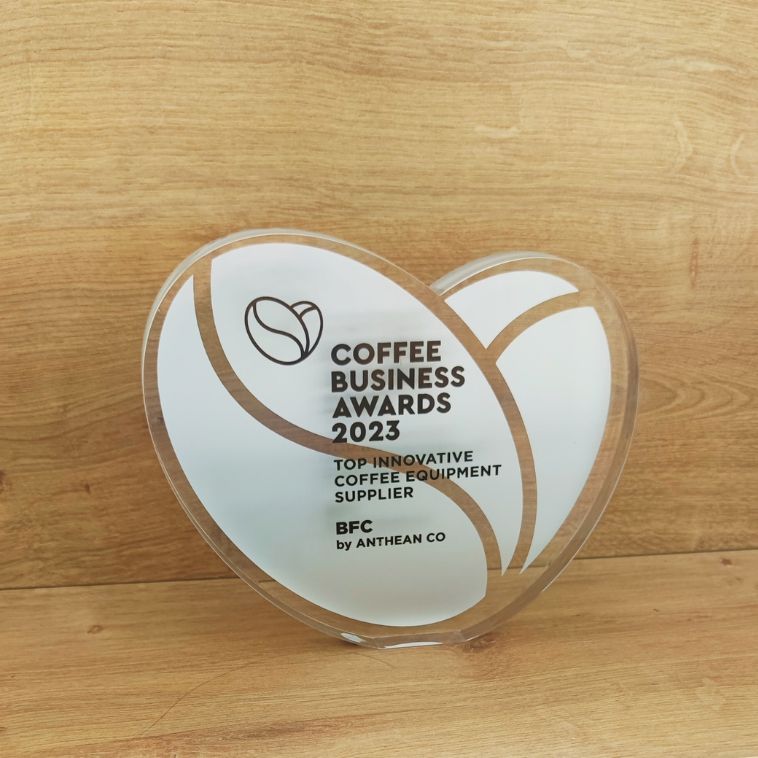 COFFEE
BUSINESS
AWARDS
2023
TOP INNOVATIVE
COFFEE EQUIPMENT
SUPPLIER
BFC
by ANTHEAN CO